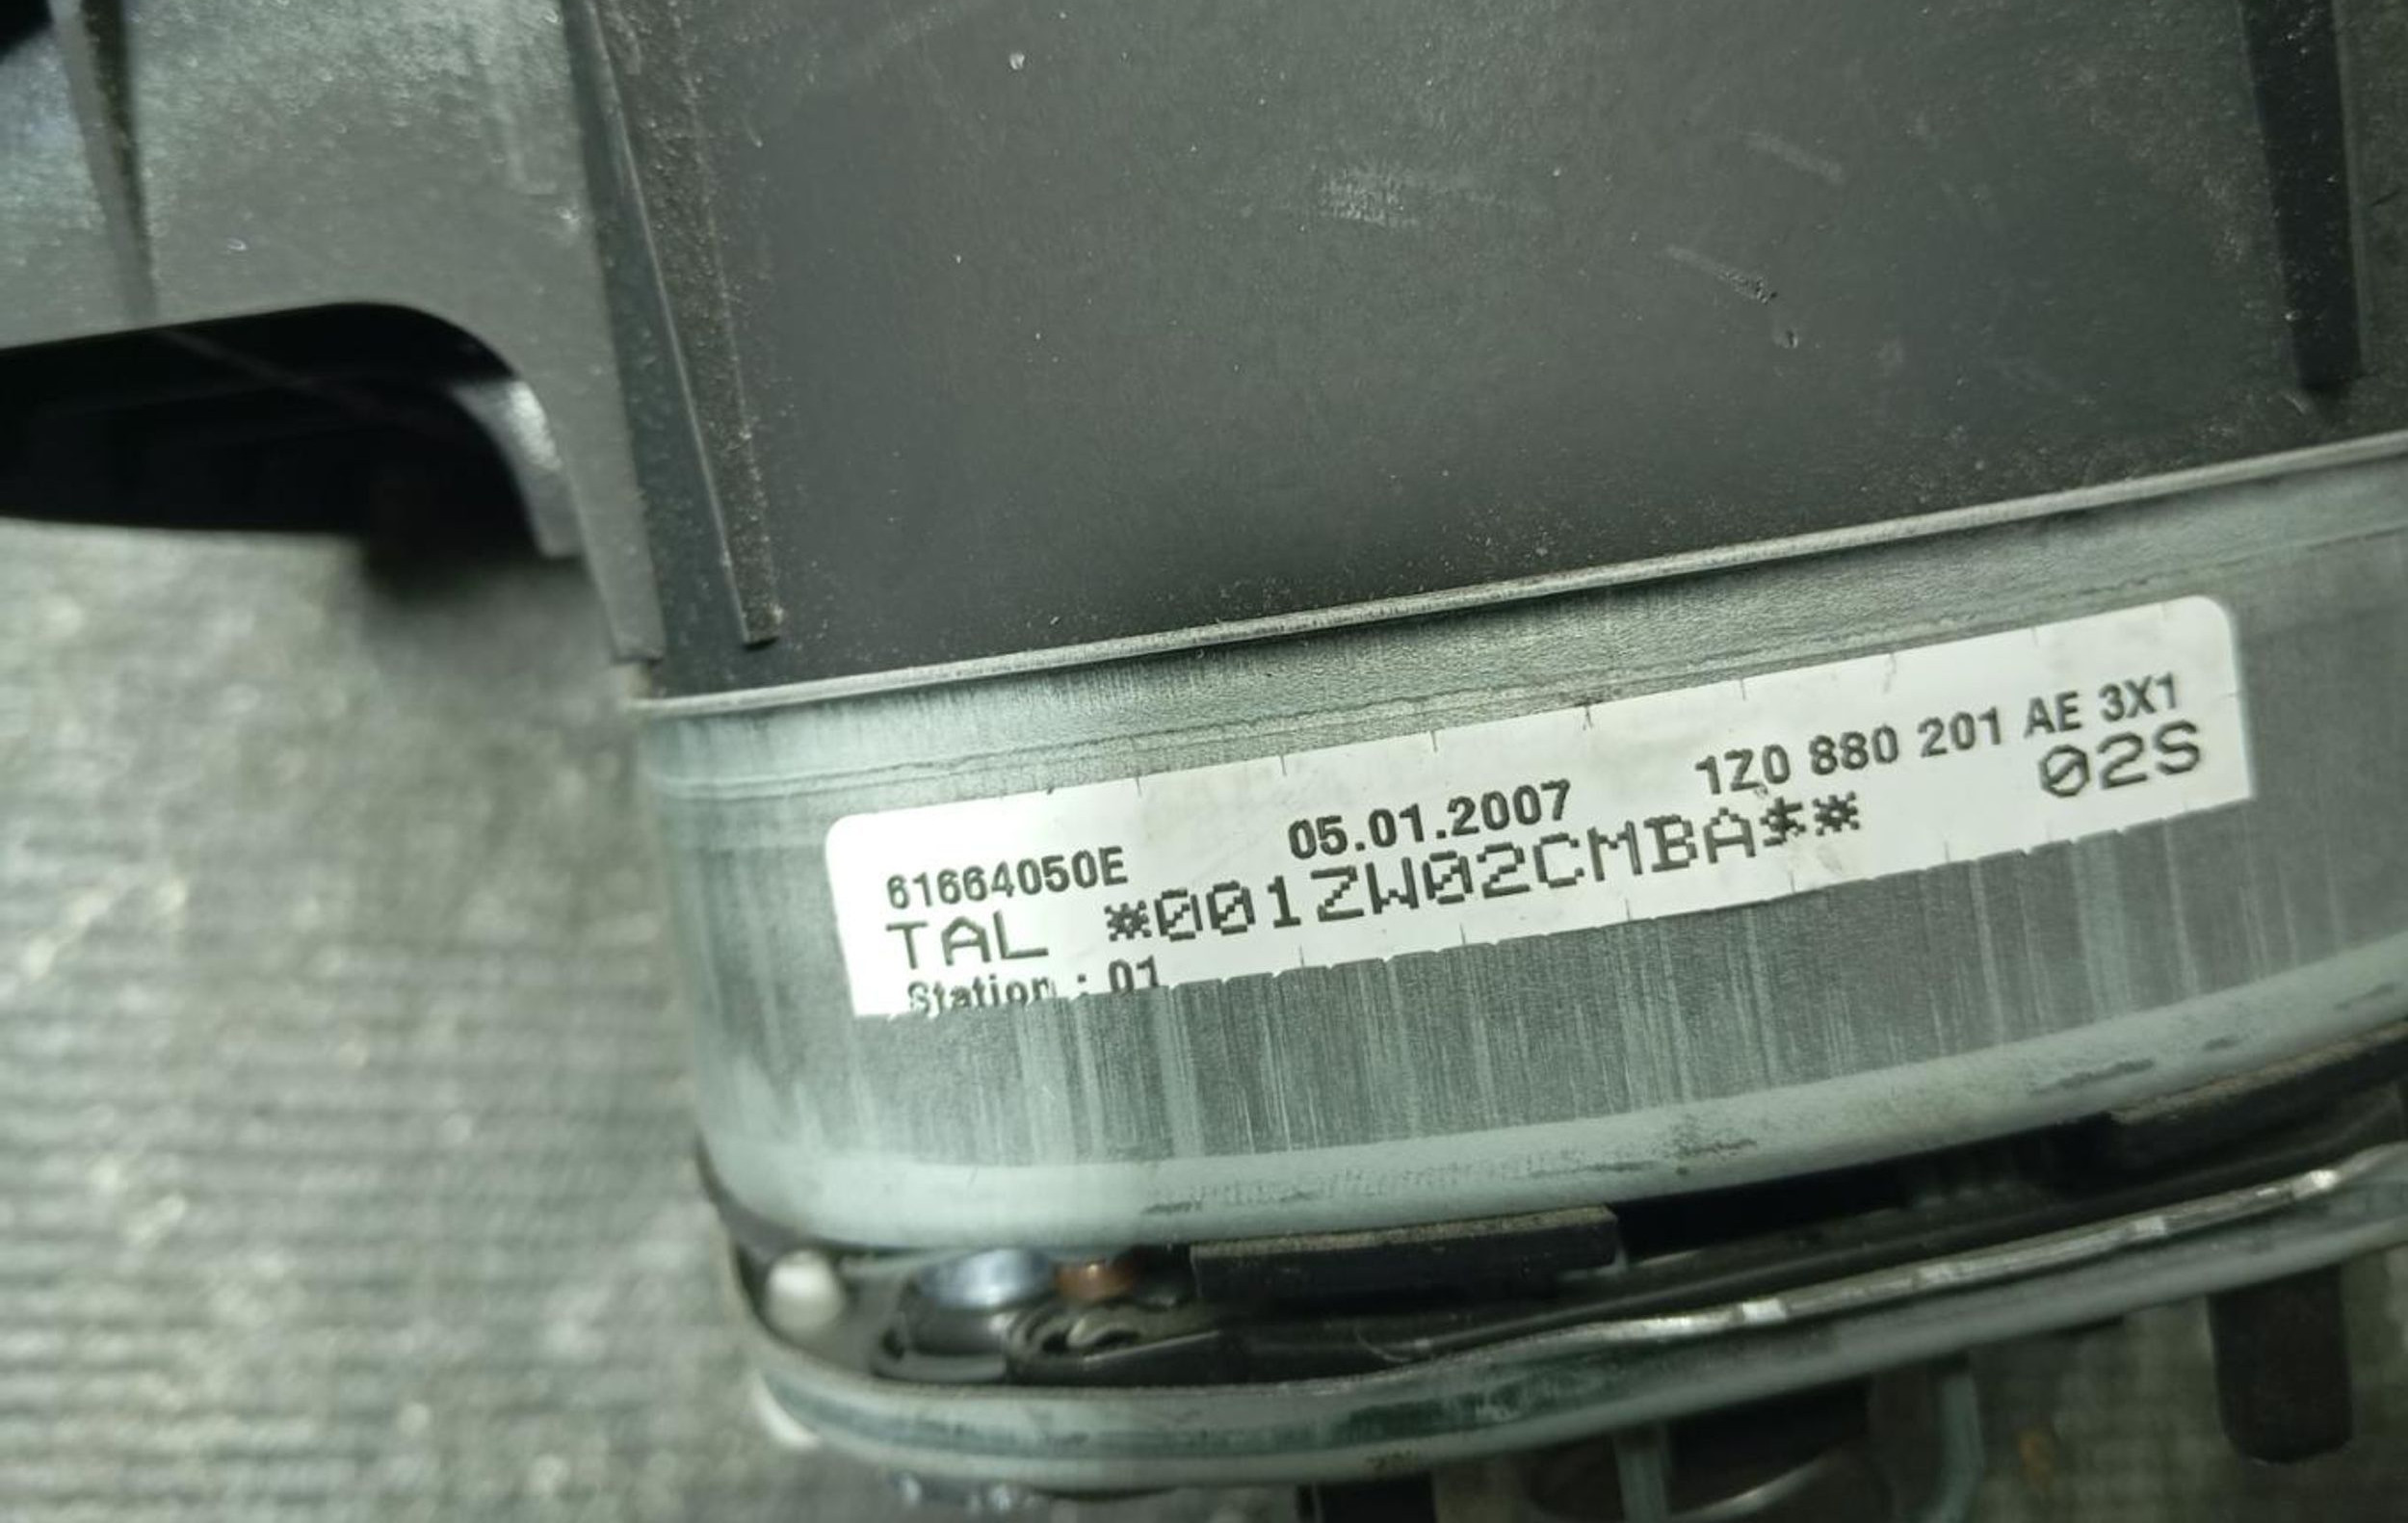 61664050E 05.01.2007 1Z0 880 201 AE 3X1
TAL *001ZW02CMBA$* 02S
Station : 01